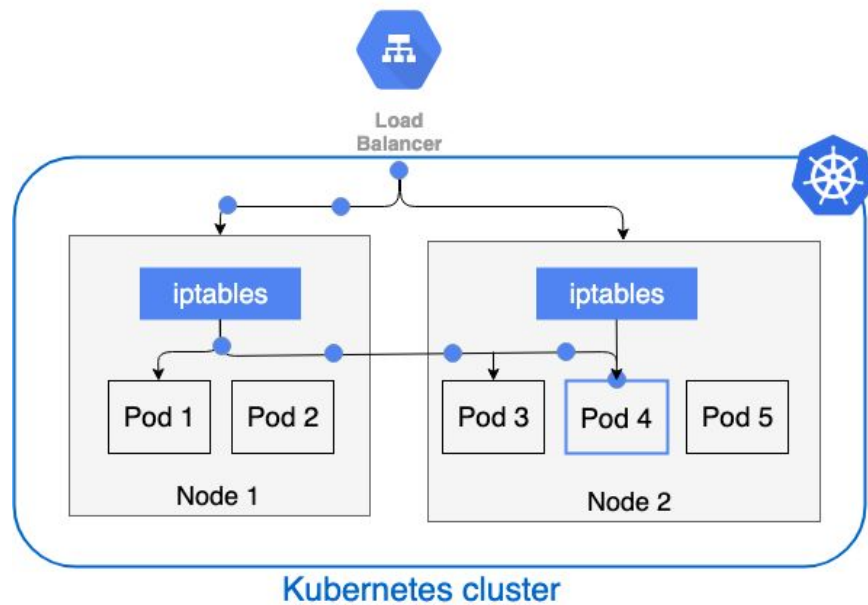 Load
Balancer
iptables
iptables
Pod 1
Pod 2
Pod 3
Pod 4
Pod 5
Node 1
Node 2
Kubernetes cluster